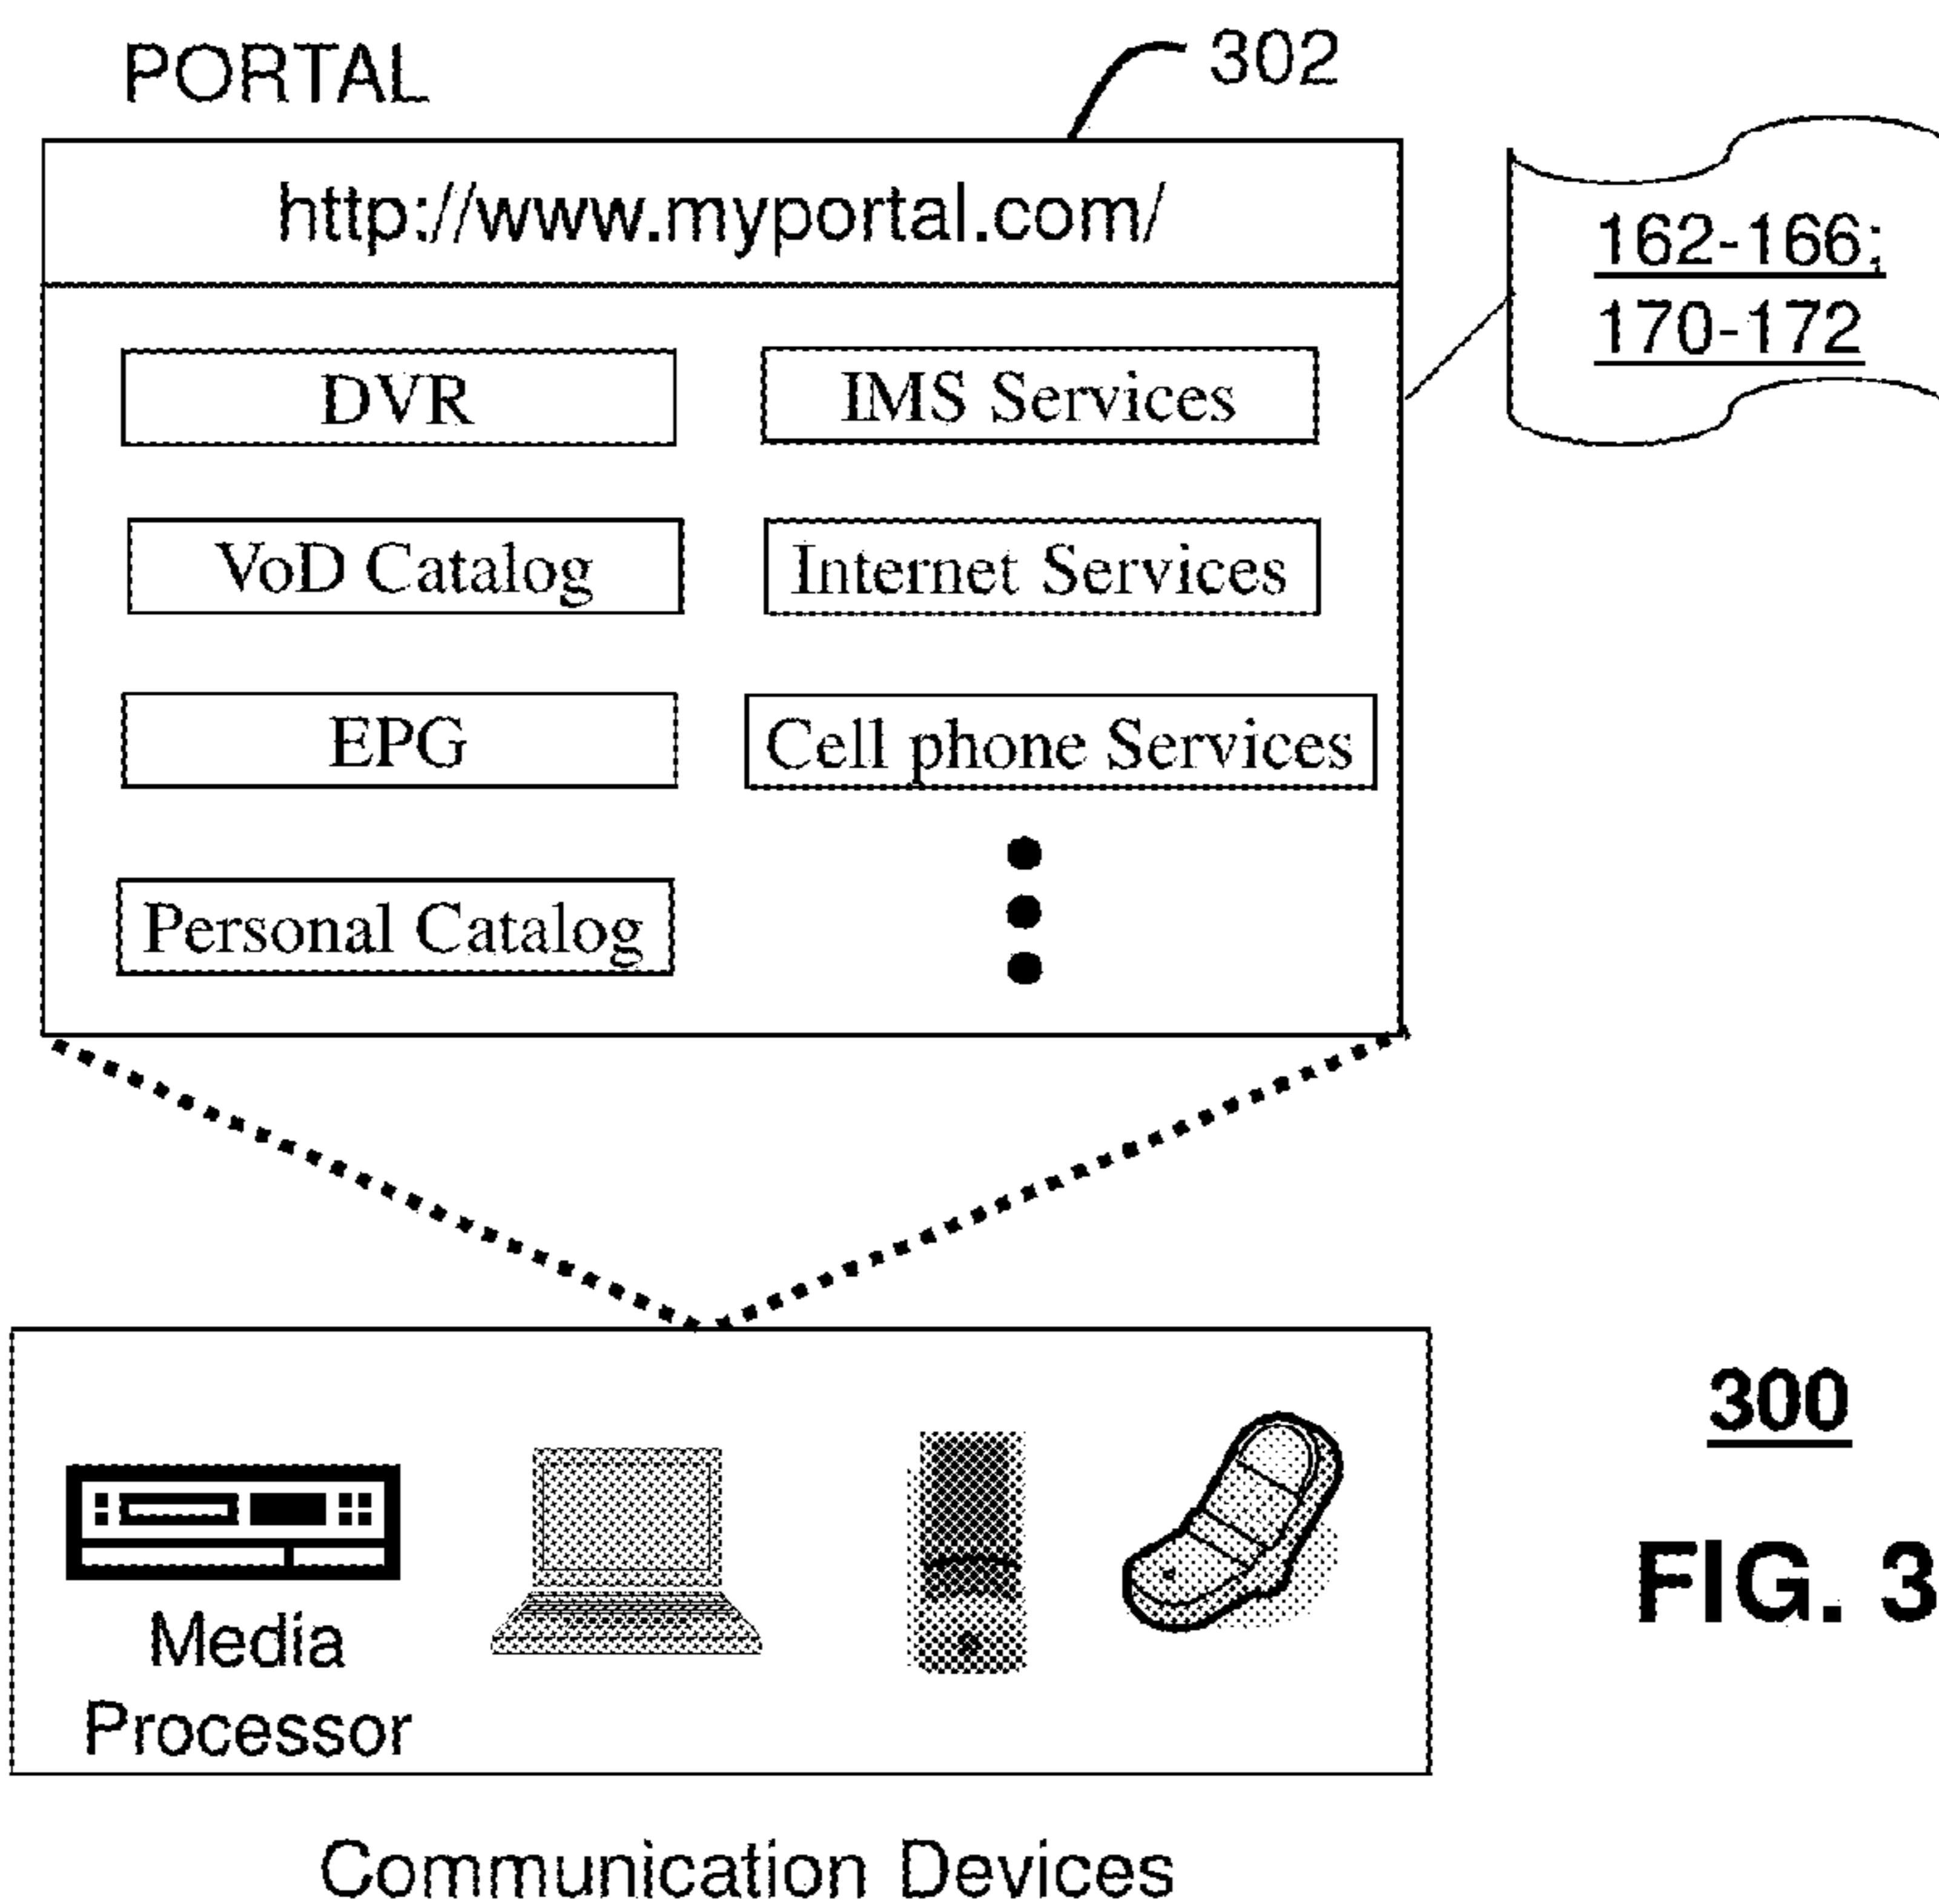 PORTAL
302
http://www.myportal.com/
162-166;
170-172
DVR
IMS Services
VoD Catalog
Internet Services
EPG
Cell phone Services
Personal Catalog
Media
Processor
300
FIG. 3
Communication Devices